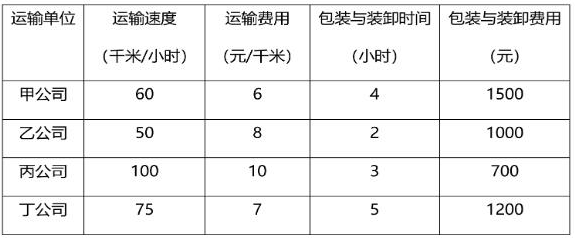 运输单位 运输速度 运输费用 包装与装卸时间 包装与装卸费用
（千米/小时） （元/千米） （小时） （元）
甲公司 60 6 4 1500
乙公司 50 8 2 1000
丙公司 100 10 3 700
丁公司 75 7 5 1200